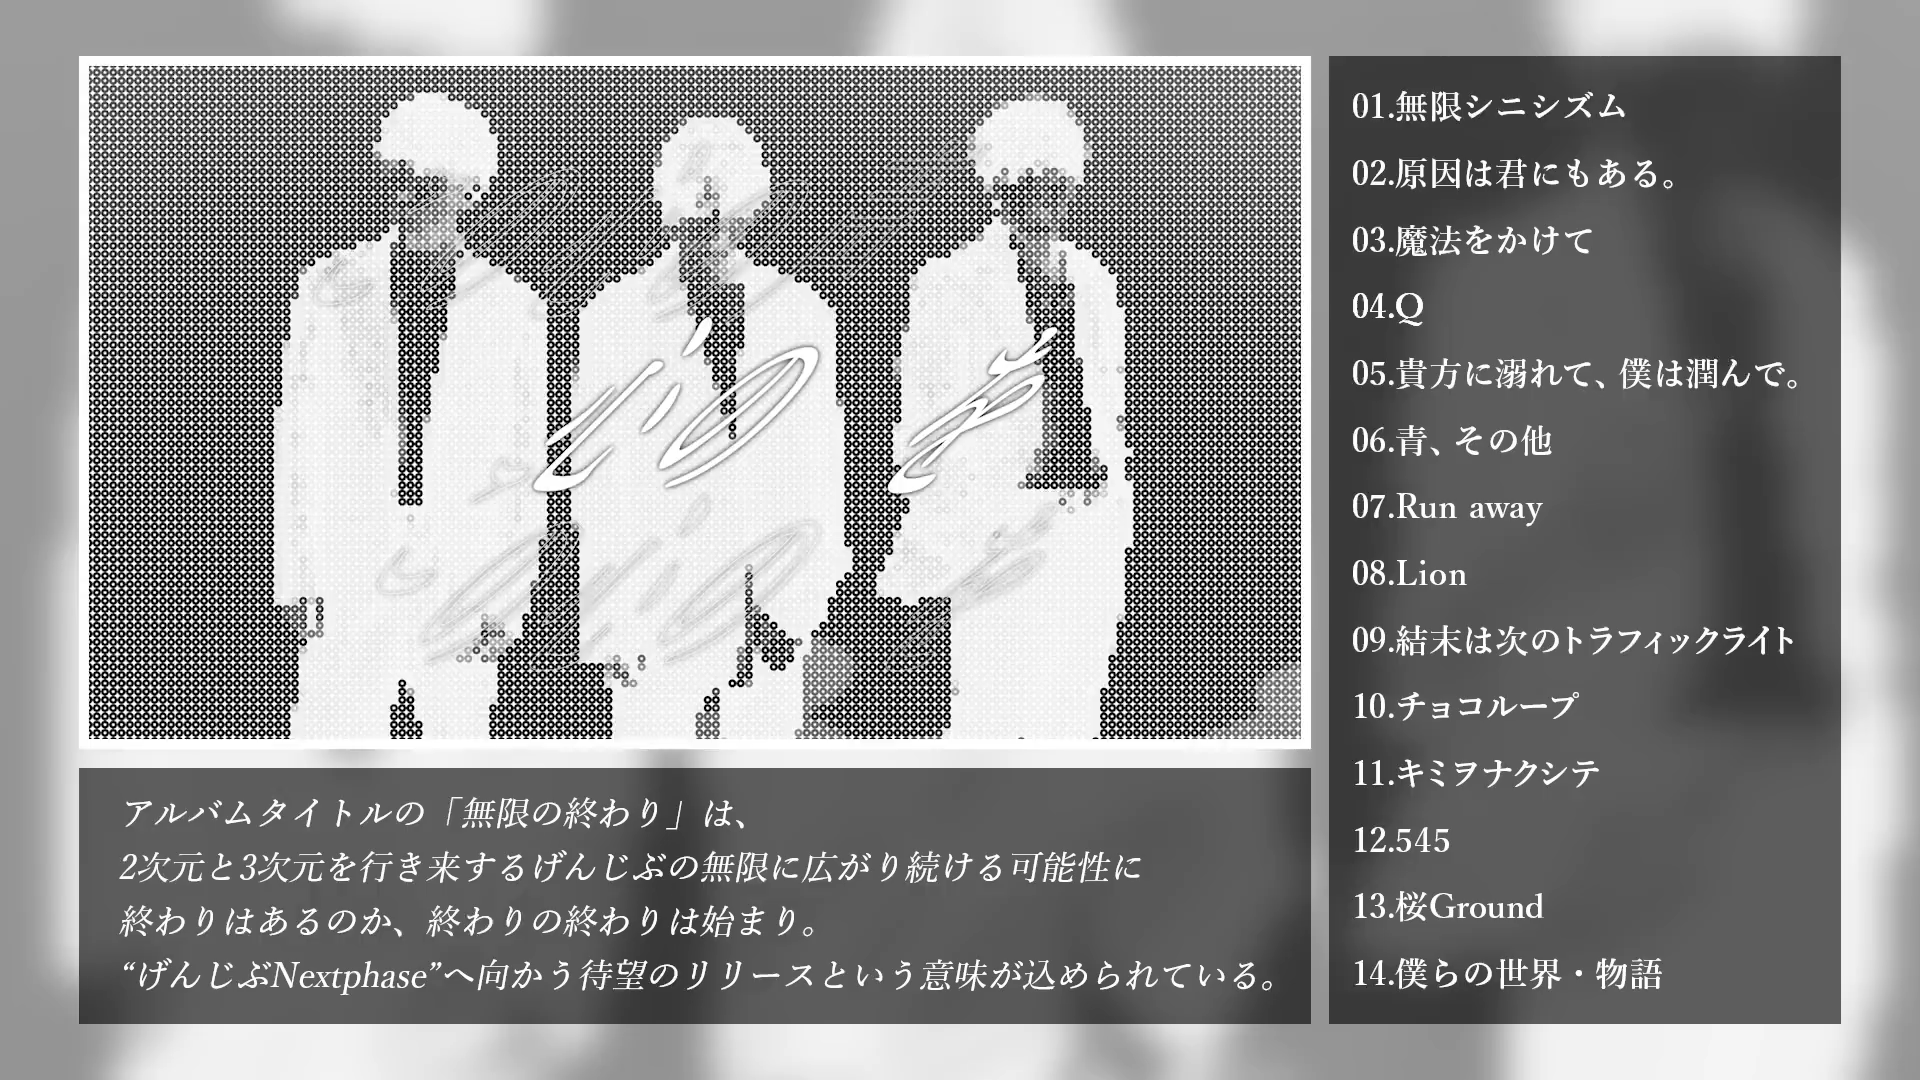 アルバムタイトルの「無限の終わり」は、
2次元と3次元を行き来するげんじぶの無限に広がり続ける可能性に
終わりはあるのか、終わりの終わりは始まり。
“げんじぶNextphase”へ向かう待望のリリースという意味が込められている。
01.無限シニシズム
02.原因は君にもある。
03.魔法をかけて
04.Q
05.貴方に溺れて、僕は潤んで。
06.青、その他
07.Run away
08.Lion
09.結末は次のトラフィックライト
10.チョコループ
11.キミヲナクシテ
12.545
13.桜Ground
14.僕らの世界・物語